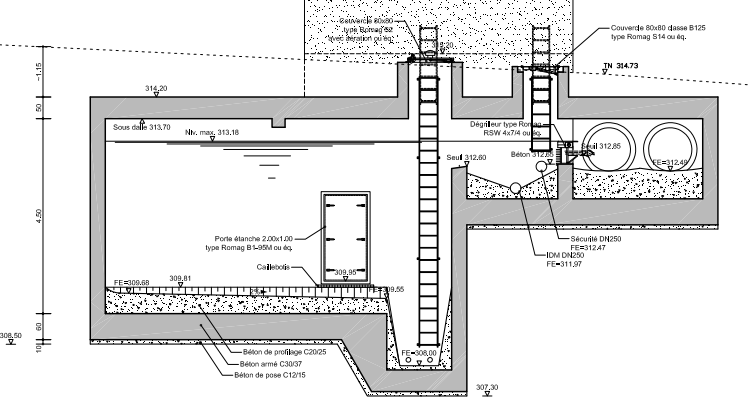 Couvercle 80x80
type Romag S2
avec aération ou éq.
Couvercle 80x80 classe B125
type Romag S14 ou éq.
TN 314.73
~1,15
50
4,50
60
10
314,20
Sous dalle 313.70
Niv. max. 313.18
Dégrilleur type Romag
RSW 4x7/4 ou éq.
Seuil 312,85
Béton 312,85
Seuil 312.60
FE=312.49
Porte étanche 2.00x1.00
type Romag B1-95M ou éq.
Caillebotis
309,95
FE=309.68
309.81
FE=309.55
Sécurité DN250
FE=312.47
IDM DN250
FE=311,97
308.50
FE=308,00
Béton de profilage C20/25
Béton armé C30/37
Béton de pose C12/15
307,30